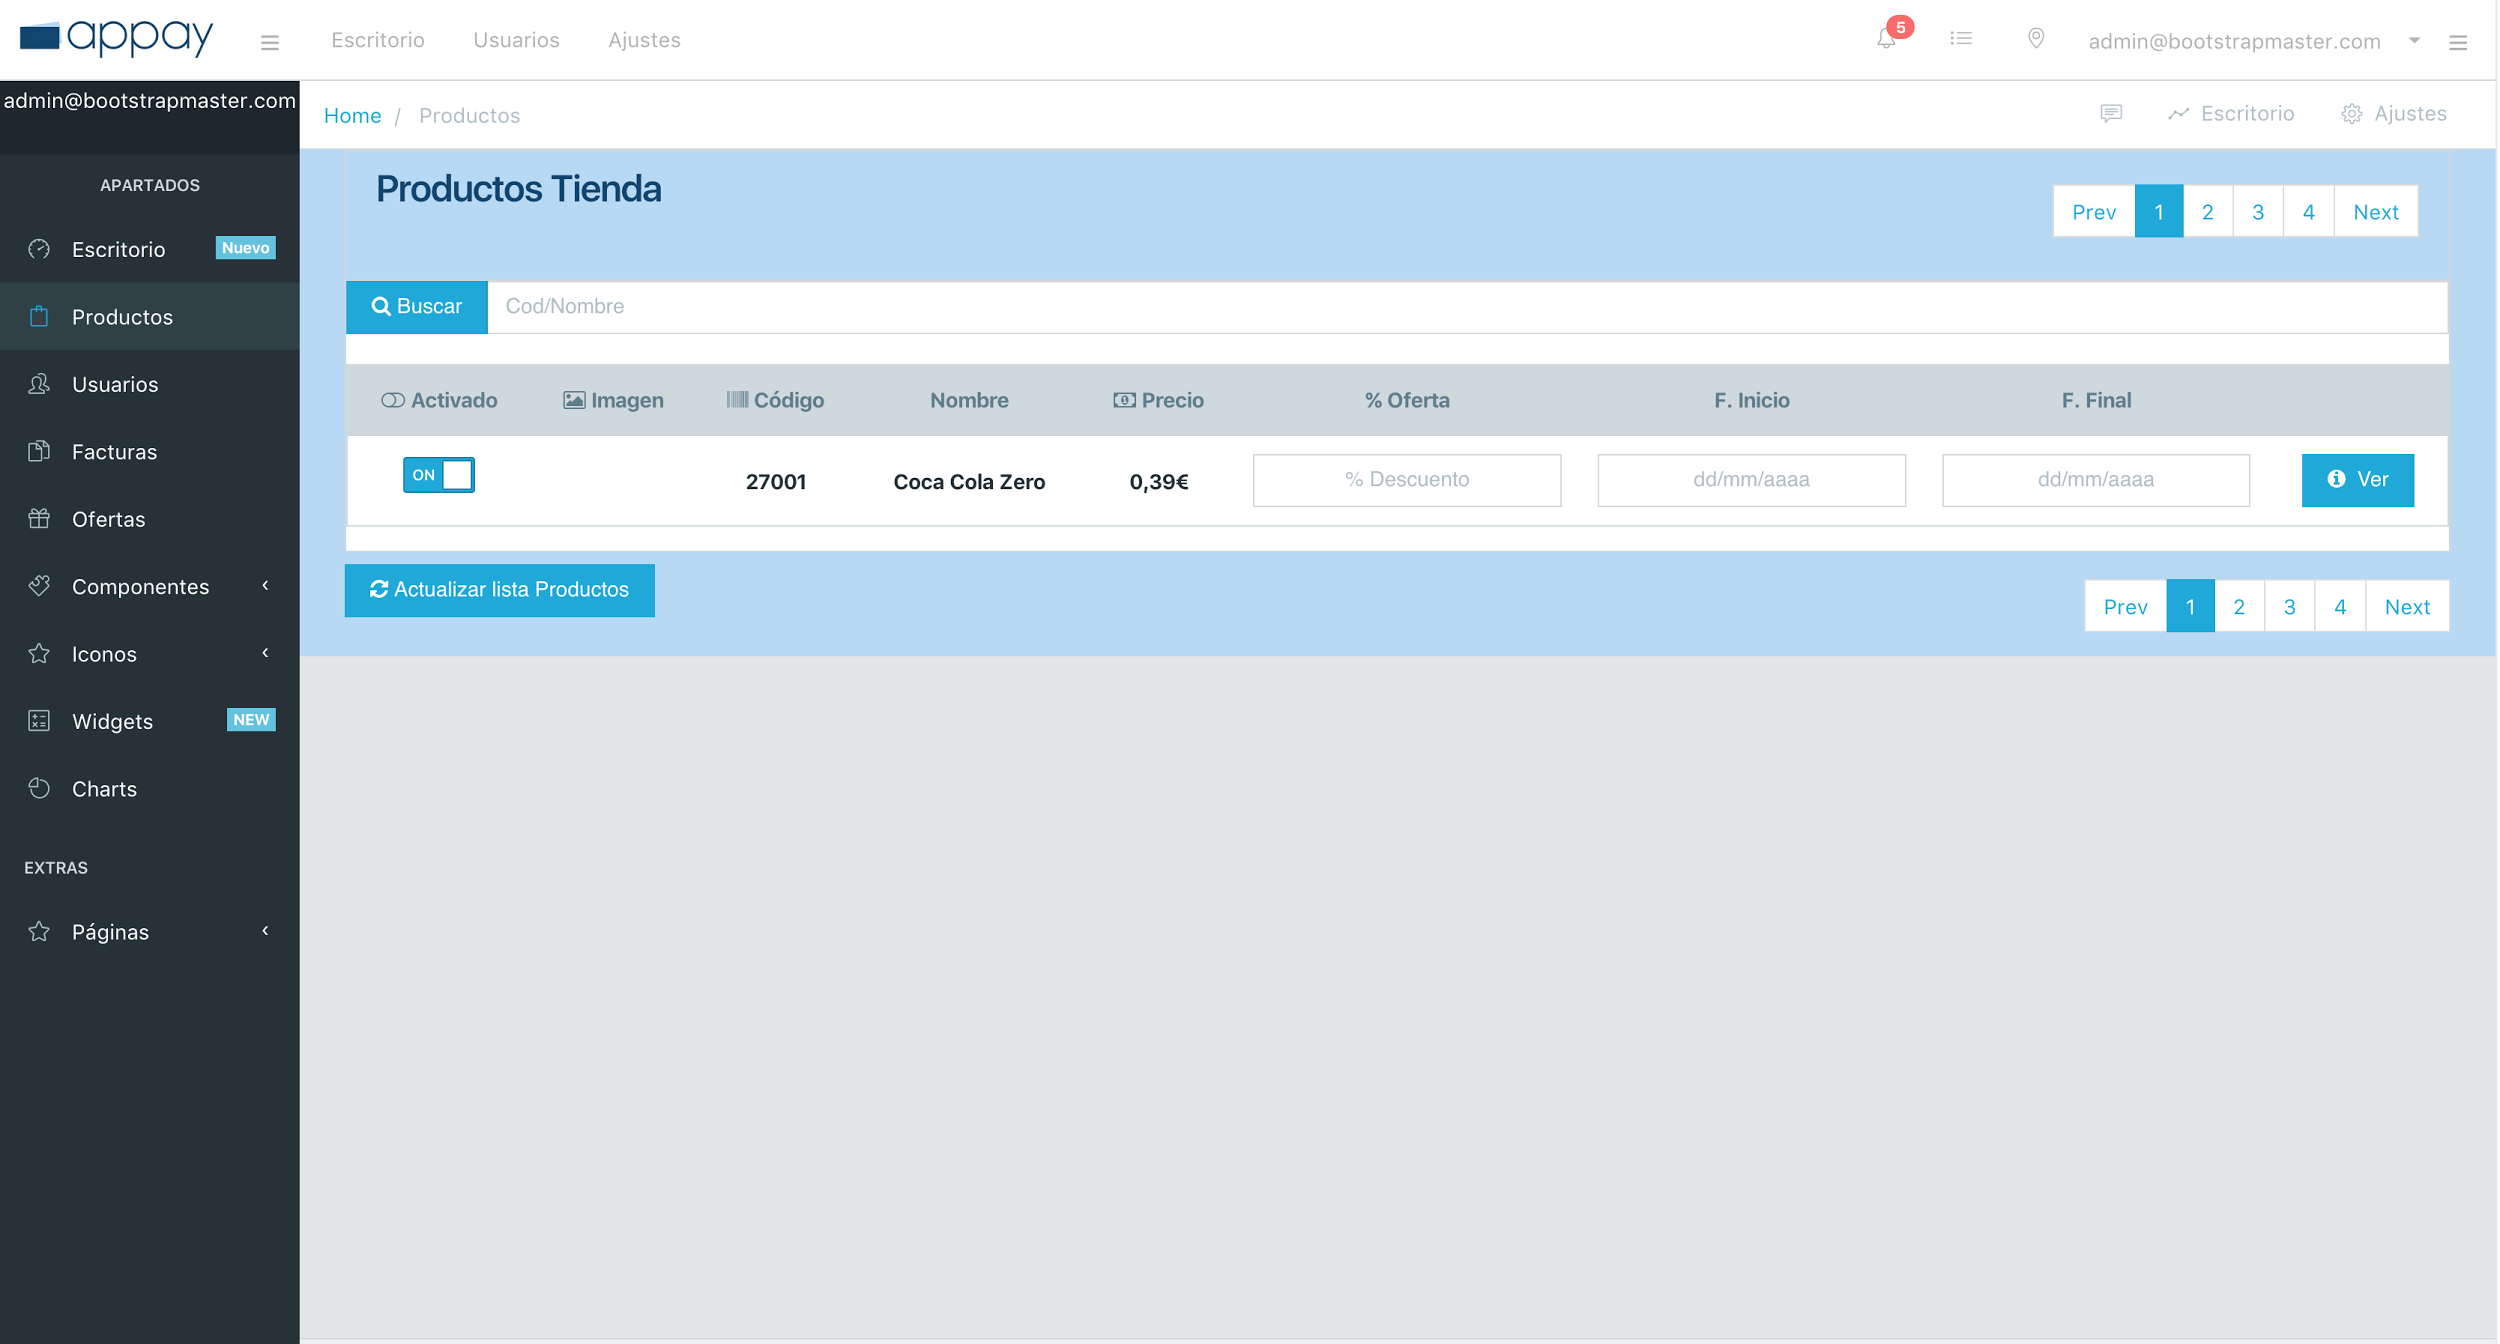 appay
Escritorio Usuarios Ajustes
5
admin@bootstrapmaster.com
admin@bootstrapmaster.com
Home / Productos
Escritorio Ajustes
APARTADOS
Escritorio Nuevo
Productos
Usuarios
Facturas
Ofertas
Componentes
Iconos
Widgets NEW
Charts
EXTRAS
Páginas
Productos Tienda
Prev 1 2 3 4 Next
Buscar Cod/Nombre
Activado Imagen Código Nombre Precio % Oferta F. Inicio F. Final
ON 27001 Coca Cola Zero 0,39€ % Descuento dd/mm/aaaa dd/mm/aaaa Ver
Actualizar lista Productos
Prev 1 2 3 4 Next